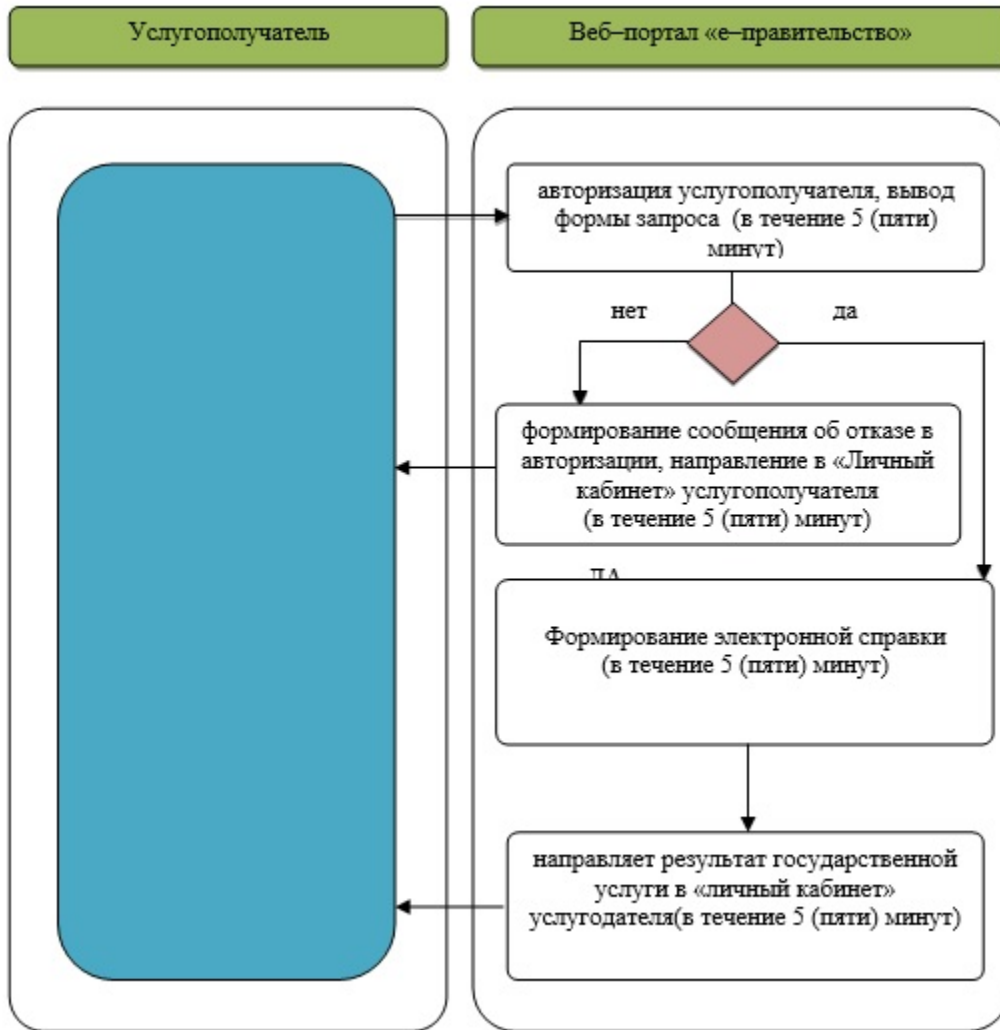 Услугополучатель
Веб–портал «е–правительство»
авторизация услугополучателя, вывод
формы запроса (в течение 5 (пяти)
минут)
нет
да
формирование сообщения об отказе в
авторизации, направление в «Личный
кабинет» услугополучателя
(в течение 5 (пяти) минут)
ДА
Формирование электронной справки
(в течение 5 (пяти) минут)
направляет результат государственной
услуги в «личный кабинет»
услугодателя(в течение 5 (пяти) минут)